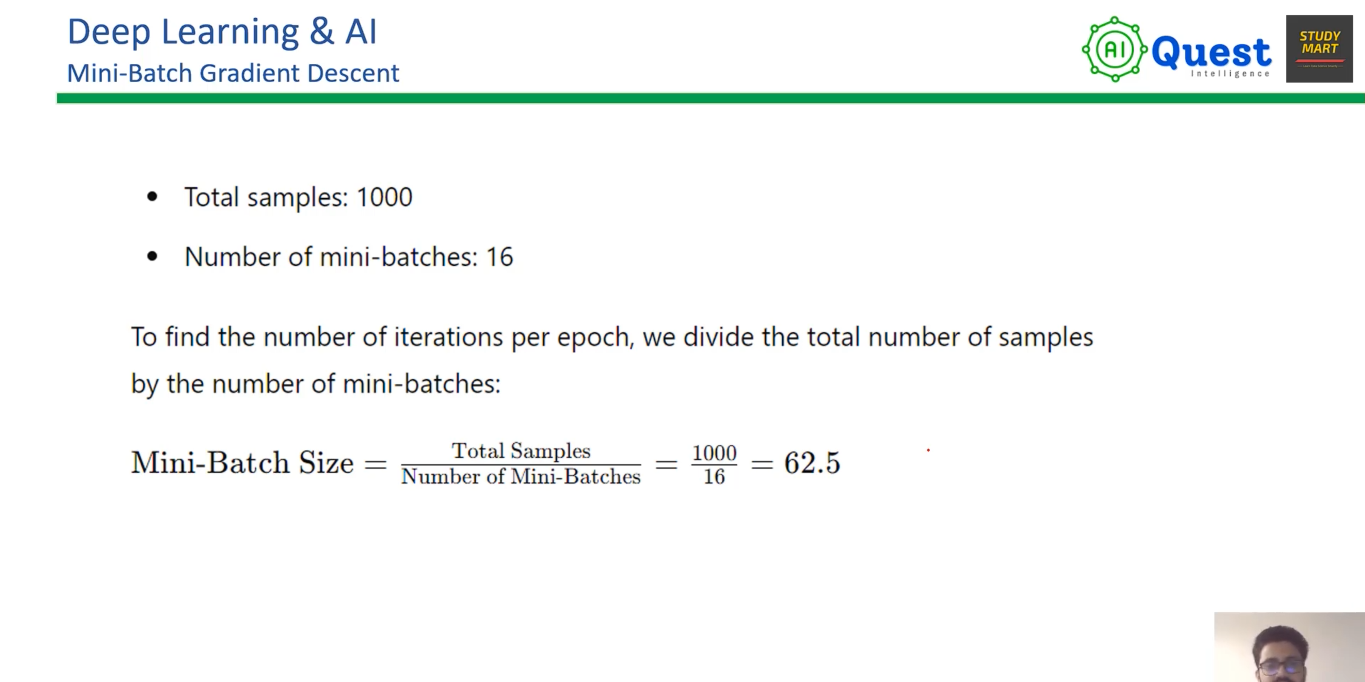 Deep Learning & AI
Mini-Batch Gradient Descent
AI Quest
Intelligence
STUDY
MART
• Total samples: 1000
• Number of mini-batches: 16
To find the number of iterations per epoch, we divide the total number of samples
by the number of mini-batches:
Mini-Batch Size = Total Samples / Number of Mini-Batches = 1000 / 16 = 62.5